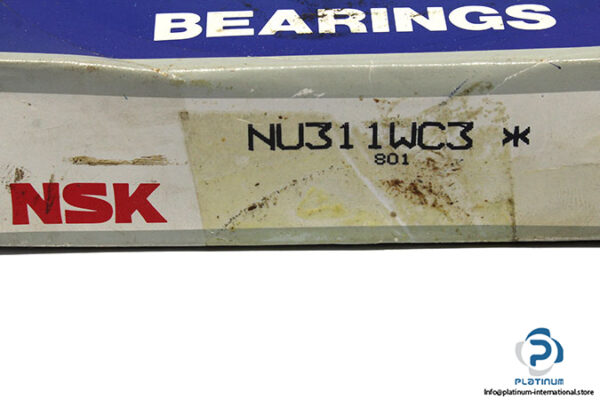 BEARINGS
NU311WC3 *
801
NSK
PLATINUM
Info@platinum-international.store